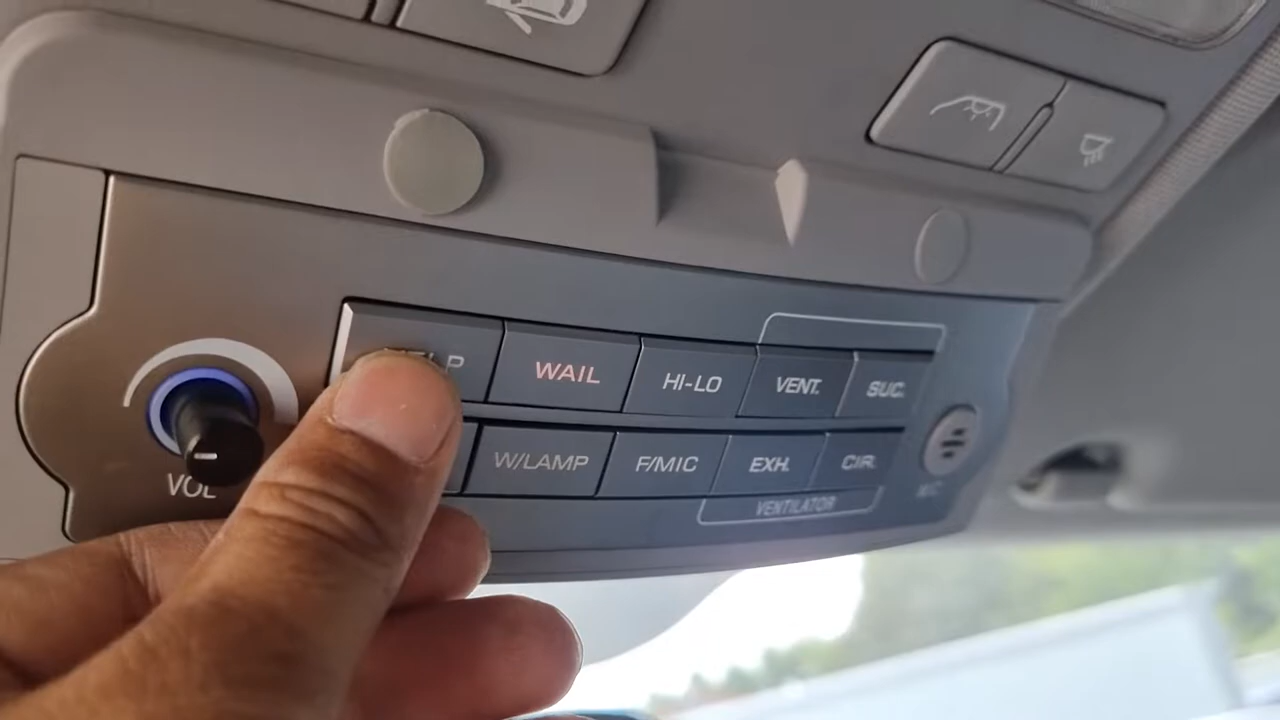 WAIL HI-LO VENT. SUC.
W/LAMP F/MIC EXH. CIR.
VENTILATOR
VOL